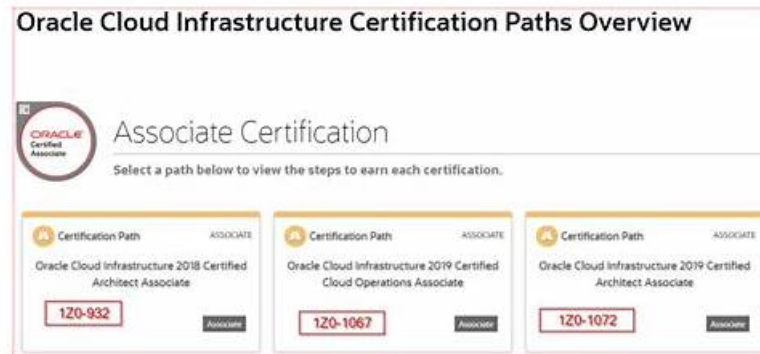 Oracle Cloud Infrastructure Certification Paths Overview
ORACLE
Certified
Associate
Associate Certification
Select a path below to view the steps to earn each certification.
Certification Path ASSOCIATE
Oracle Cloud Infrastructure 2018 Certified
Architect Associate
1Z0-932
Associate
Certification Path ASSOCIATE
Oracle Cloud Infrastructure 2019 Certified
Cloud Operations Associate
1Z0-1067
Associate
Certification Path ASSOCIATE
Oracle Cloud Infrastructure 2019 Certified
Architect Associate
1Z0-1072
Associate